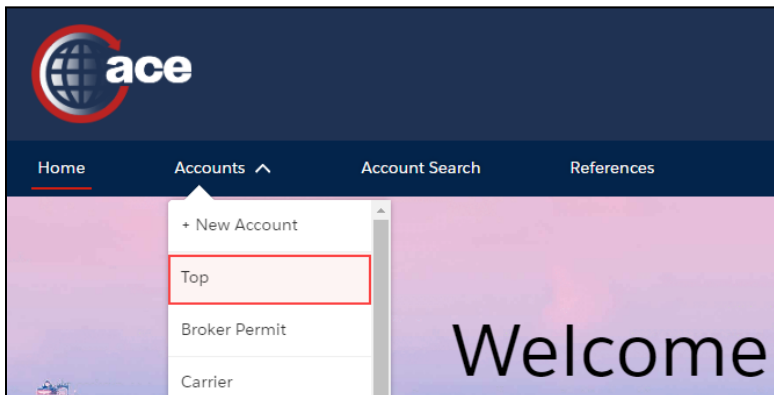 ace
Home Accounts Account Search References
+ New Account
Top
Broker Permit
Carrier
Welcome